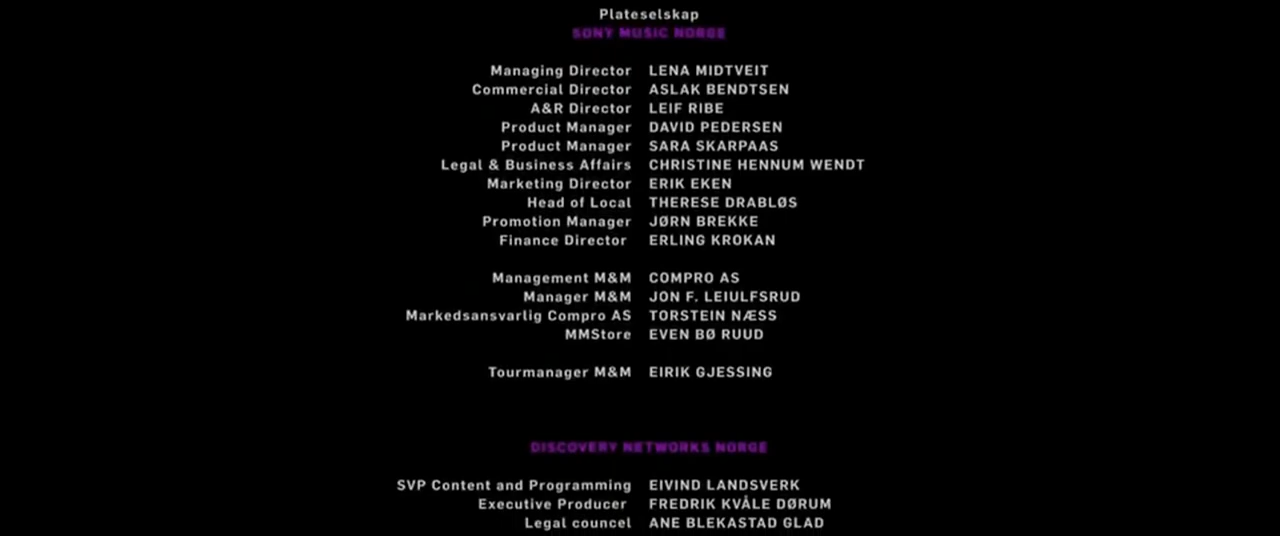 Plateselskap
SONY MUSIC NORGE
Managing Director LENA MIDTVEIT
Commercial Director ASLAK BENDTSEN
A&R Director LEIF RIBE
Product Manager DAVID PEDERSEN
Product Manager SARA SKARPAAS
Legal & Business Affairs CHRISTINE HENNUM WENDT
Marketing Director ERIK EKEN
Head of Local THERESE DRABLØS
Promotion Manager JØRN BREKKE
Finance Director ERLING KROKAN
Management M&M COMPRO AS
Manager M&M JON F. LEIULFSRUD
Markedsansvarlig Compro AS TORSTEIN NÆSS
MMStore EVEN BØ RUUD
Tourmanager M&M EIRIK GJESSING
DISCOVERY NETWORKS NORGE
SVP Content and Programming EIVIND LANDSVERK
Executive Producer FREDRIK KVÅLE DØRUM
Legal councel ANE BLEKASTAD GLAD